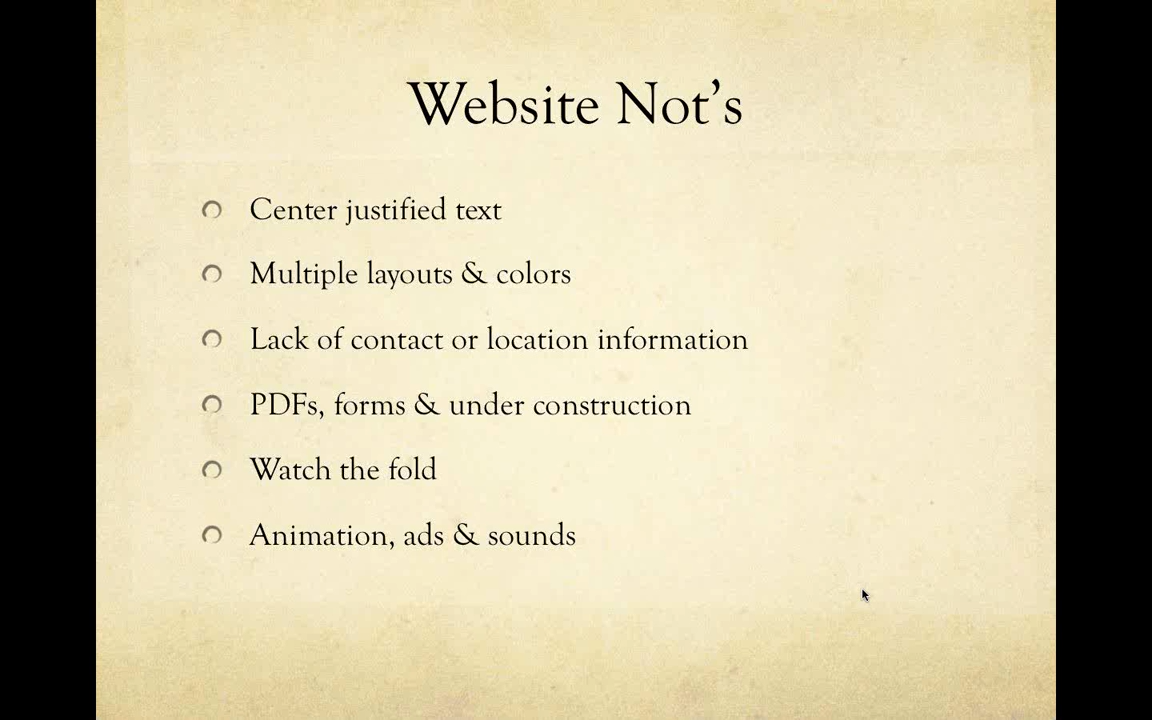 Website Not’s
Center justified text
Multiple layouts & colors
Lack of contact or location information
PDFs, forms & under construction
Watch the fold
Animation, ads & sounds